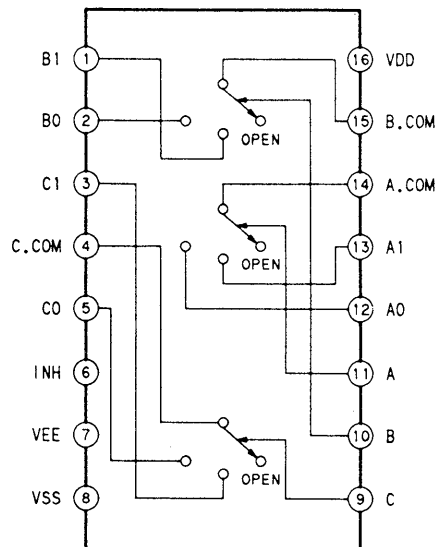 B1 1 16 VDD
B0 2 15 B.COM
OPEN
C1 3 14 A.COM
C.COM 4 13 A1
OPEN
C0 5 12 A0
INH 6 11 A
VEE 7 10 B
VSS 8 9 C
OPEN